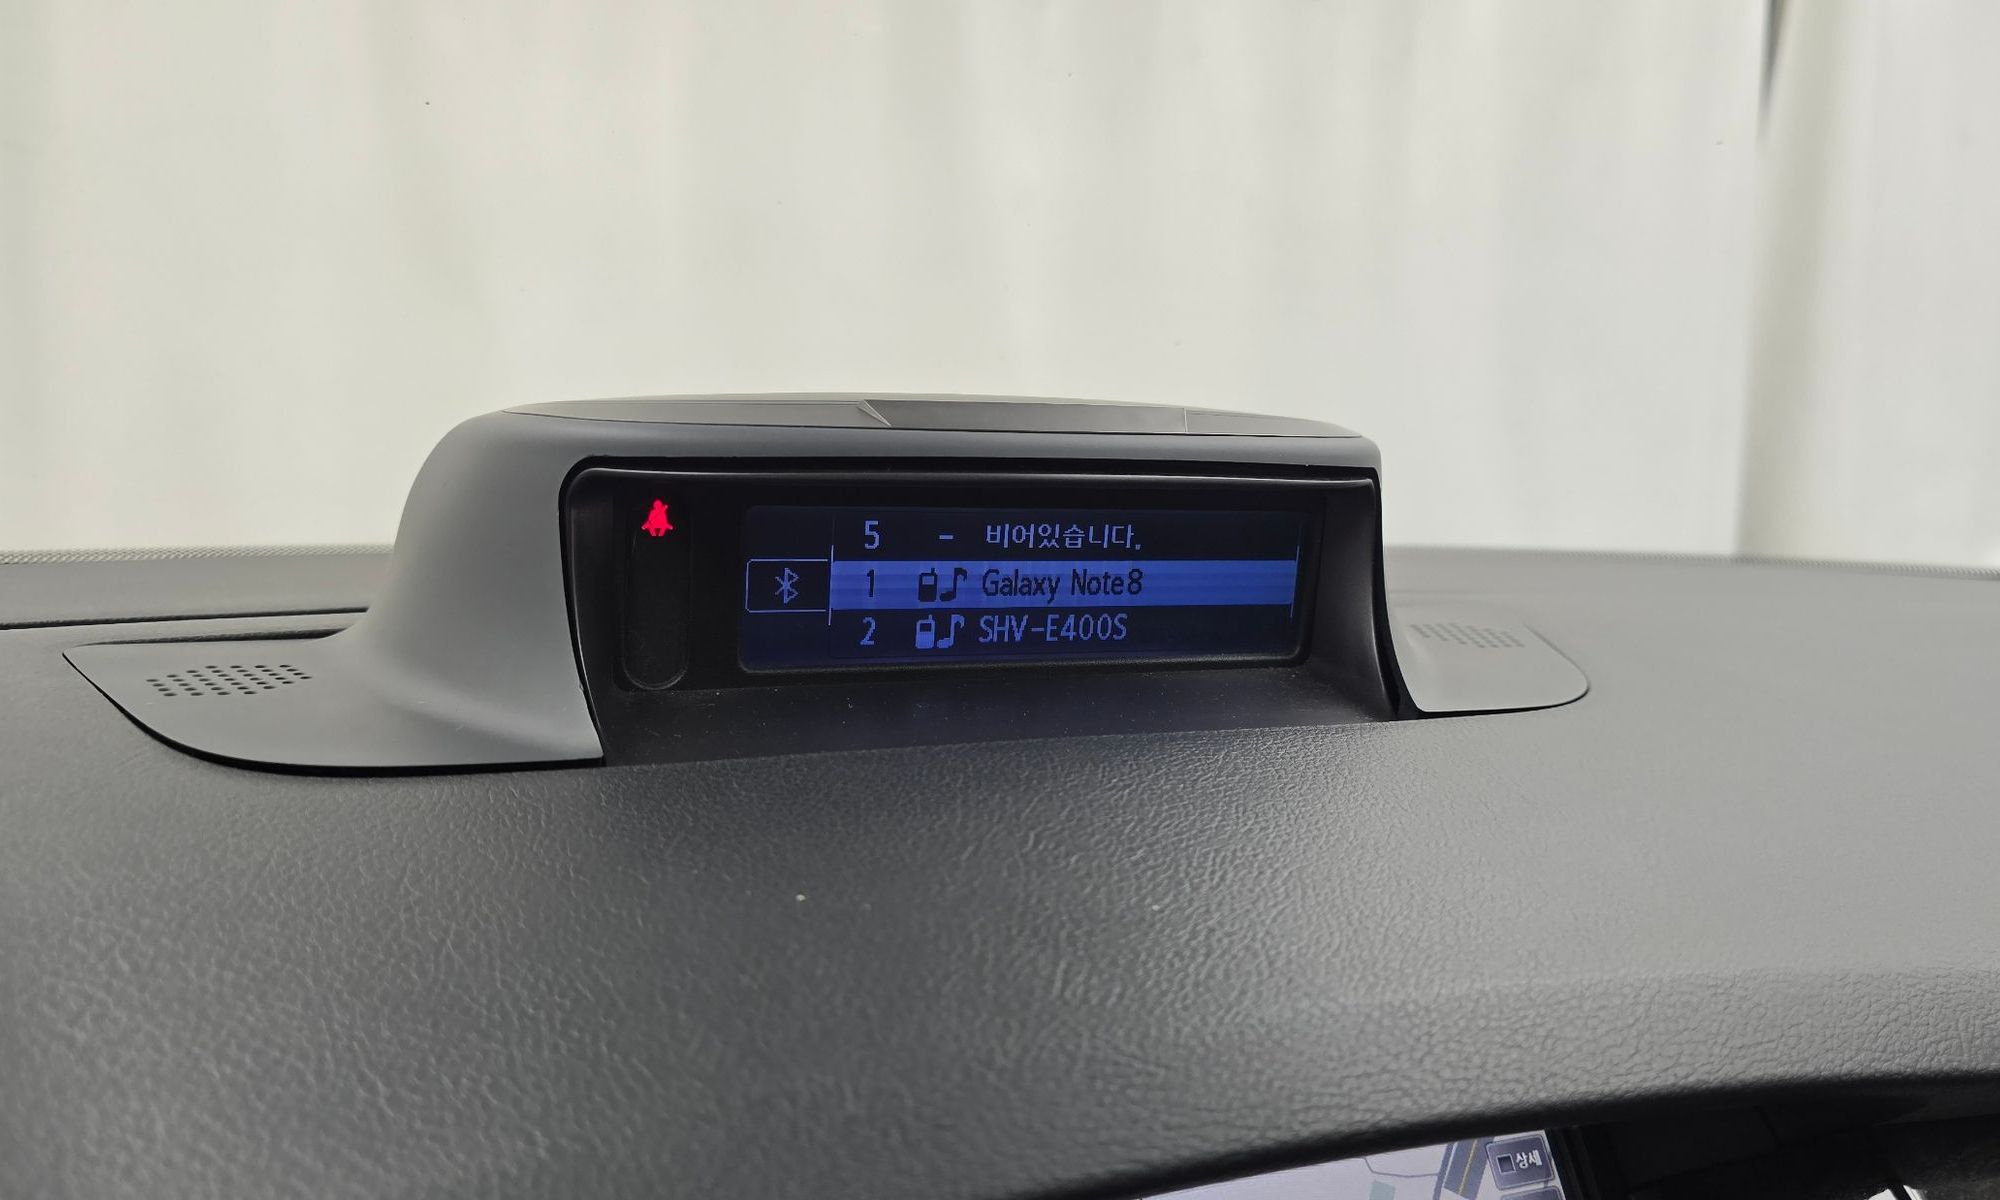 5 - 비어있습니다.
1 Galaxy Note8
2 SHV-E400S
상세